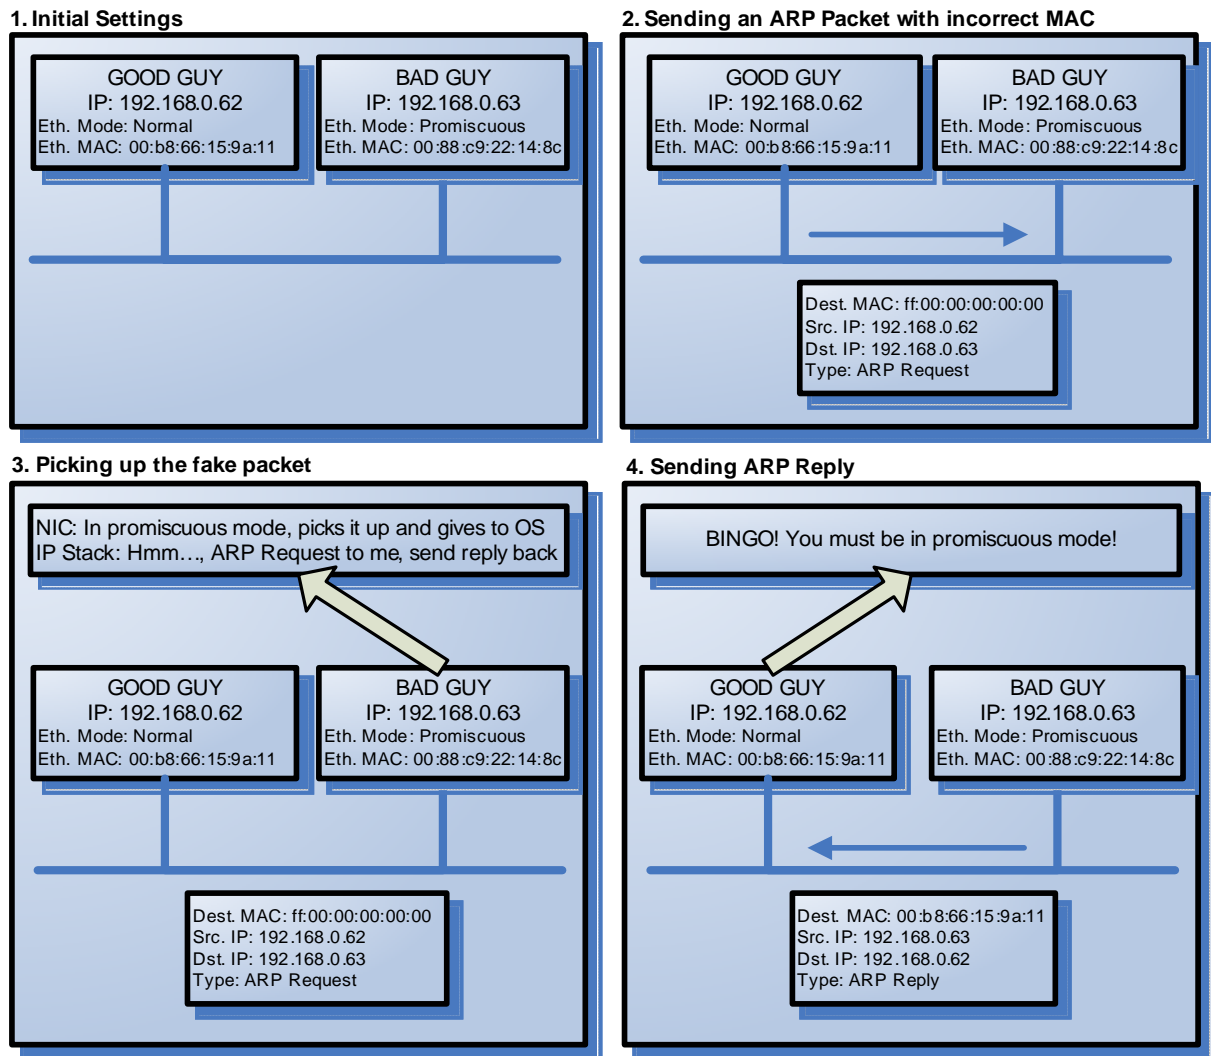 1. Initial Settings
GOOD GUY
IP: 192.168.0.62
Eth. Mode: Normal
Eth. MAC: 00:b8:66:15:9a:11
BAD GUY
IP: 192.168.0.63
Eth. Mode: Promiscuous
Eth. MAC: 00:88:c9:22:14:8c
2. Sending an ARP Packet with incorrect MAC
GOOD GUY
IP: 192.168.0.62
Eth. Mode: Normal
Eth. MAC: 00:b8:66:15:9a:11
BAD GUY
IP: 192.168.0.63
Eth. Mode: Promiscuous
Eth. MAC: 00:88:c9:22:14:8c
Dest. MAC: ff:00:00:00:00:00
Src. IP: 192.168.0.62
Dst. IP: 192.168.0.63
Type: ARP Request
3. Picking up the fake packet
NIC: In promiscuous mode, picks it up and gives to OS
IP Stack: Hmm…, ARP Request to me, send reply back
GOOD GUY
IP: 192.168.0.62
Eth. Mode: Normal
Eth. MAC: 00:b8:66:15:9a:11
BAD GUY
IP: 192.168.0.63
Eth. Mode: Promiscuous
Eth. MAC: 00:88:c9:22:14:8c
Dest. MAC: ff:00:00:00:00:00
Src. IP: 192.168.0.62
Dst. IP: 192.168.0.63
Type: ARP Request
4. Sending ARP Reply
BINGO! You must be in promiscuous mode!
GOOD GUY
IP: 192.168.0.62
Eth. Mode: Normal
Eth. MAC: 00:b8:66:15:9a:11
BAD GUY
IP: 192.168.0.63
Eth. Mode: Promiscuous
Eth. MAC: 00:88:c9:22:14:8c
Dest. MAC: 00:b8:66:15:9a:11
Src. IP: 192.168.0.63
Dst. IP: 192.168.0.62
Type: ARP Reply